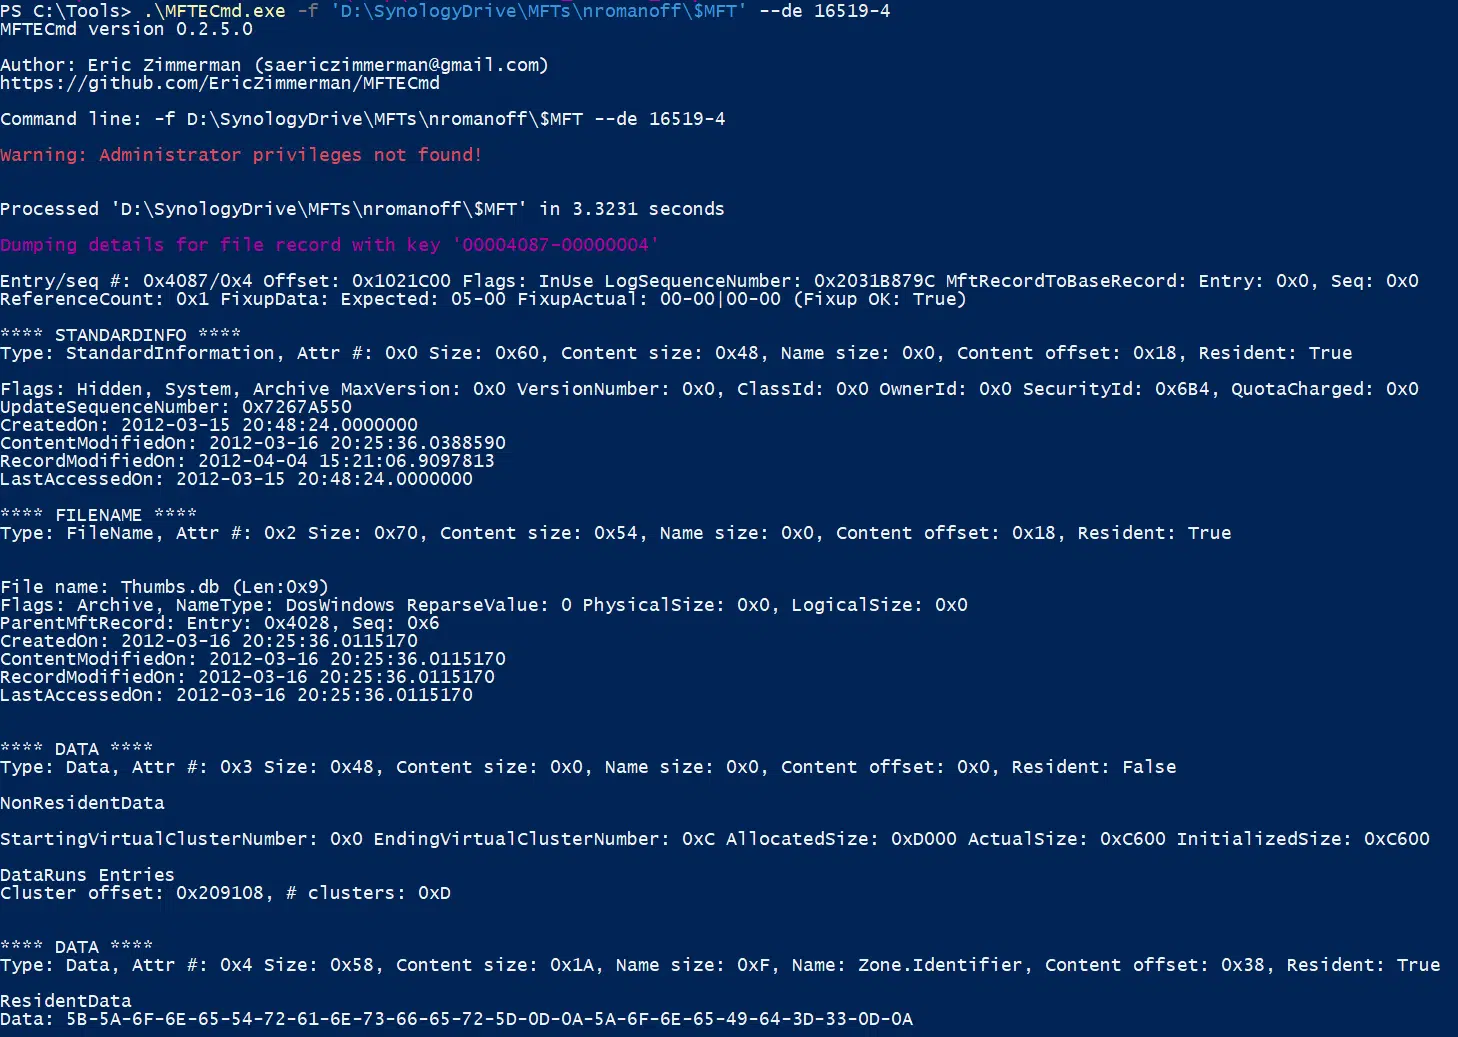 PS C:\Tools> .\MFTECmd.exe -f 'D:\SynologyDrive\MFTs\nromanoff\$MFT' --de 16519-4
MFTECmd version 0.2.5.0
Author: Eric Zimmerman (saericzimmerman@gmail.com)
https://github.com/EricZimmerman/MFTECmd
Command line: -f D:\SynologyDrive\MFTs\nromanoff\$MFT --de 16519-4
Warning: Administrator privileges not found!
Processed 'D:\SynologyDrive\MFTs\nromanoff\$MFT' in 3.3231 seconds
Dumping details for file record with key '00004087-00000004'
Entry/seq #: 0x4087/0x4 Offset: 0x1021C00 Flags: InUse LogSequenceNumber: 0x2031B879C MftRecordToBaseRecord: Entry: 0x0, Seq: 0x0
ReferenceCount: 0x1 FixupData: Expected: 05-00 FixupActual: 00-00|00-00 (Fixup OK: True)
**** STANDARDINFO ****
Type: StandardInformation, Attr #: 0x0 Size: 0x60, Content size: 0x48, Name size: 0x0, Content offset: 0x18, Resident: True
Flags: Hidden, System, Archive MaxVersion: 0x0 VersionNumber: 0x0, ClassId: 0x0 OwnerId: 0x0 SecurityId: 0x6B4, QuotaCharged: 0x0
UpdateSequenceNumber: 0x7267A550
CreatedOn: 2012-03-15 20:48:24.0000000
ContentModifiedOn: 2012-03-16 20:25:36.0388590
RecordModifiedOn: 2012-04-04 15:21:06.9097813
LastAccessedOn: 2012-03-15 20:48:24.0000000
**** FILENAME ****
Type: FileName, Attr #: 0x2 Size: 0x70, Content size: 0x54, Name size: 0x0, Content offset: 0x18, Resident: True
File name: Thumbs.db (Len:0x9)
Flags: Archive, NameType: DosWindows ReparseValue: 0 PhysicalSize: 0x0, LogicalSize: 0x0
ParentMftRecord: Entry: 0x4028, Seq: 0x6
CreatedOn: 2012-03-16 20:25:36.0115170
ContentModifiedOn: 2012-03-16 20:25:36.0115170
RecordModifiedOn: 2012-03-16 20:25:36.0115170
LastAccessedOn: 2012-03-16 20:25:36.0115170
**** DATA ****
Type: Data, Attr #: 0x3 Size: 0x48, Content size: 0x0, Name size: 0x0, Content offset: 0x0, Resident: False
NonResidentData
StartingVirtualClusterNumber: 0x0 EndingVirtualClusterNumber: 0xC AllocatedSize: 0xD000 ActualSize: 0xC600 InitializedSize: 0xC600
DataRuns Entries
Cluster offset: 0x209108, # clusters: 0xD
**** DATA ****
Type: Data, Attr #: 0x4 Size: 0x58, Content size: 0x1A, Name size: 0xF, Name: Zone.Identifier, Content offset: 0x38, Resident: True
ResidentData
Data: 5B-5A-6F-6E-65-54-72-61-6E-73-66-65-72-5D-0D-0A-5A-6F-6E-65-49-64-3D-33-0D-0A